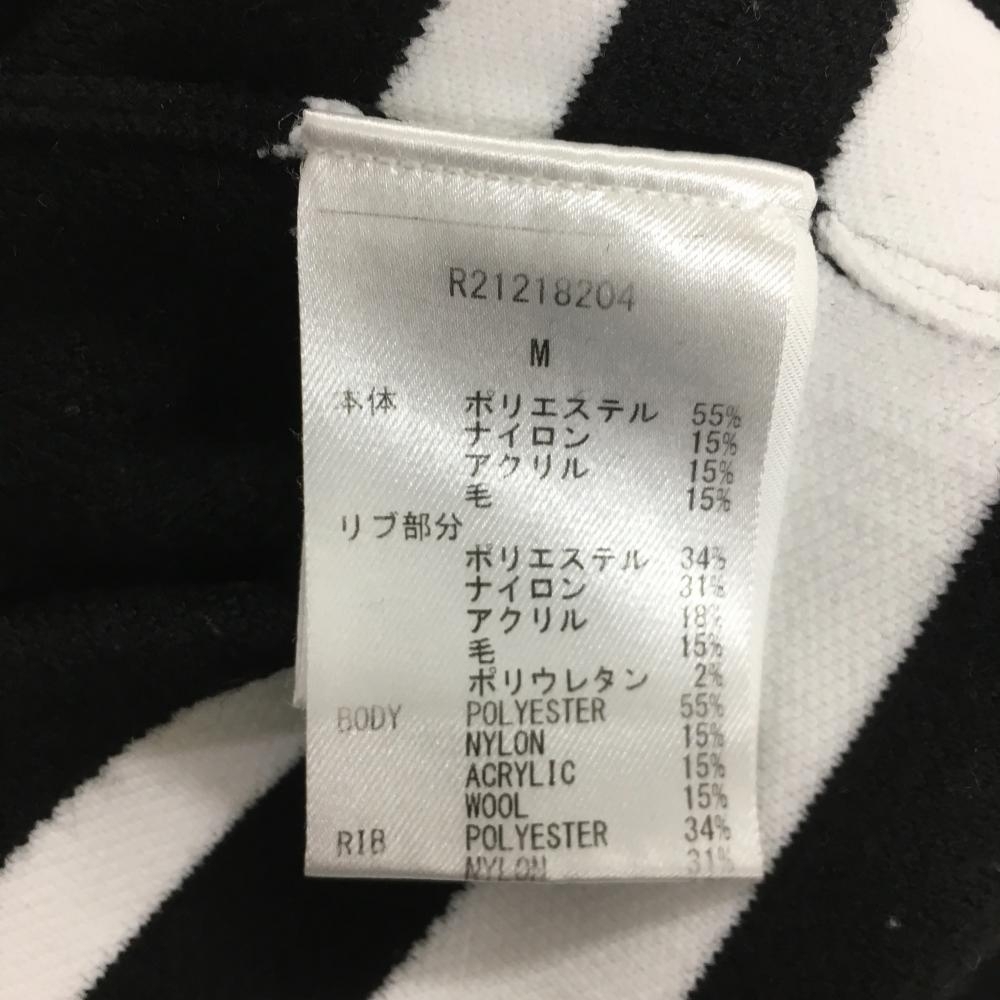 R21218204
M
本体 ポリエステル 55%
ナイロン 15%
アクリル 15%
毛 15%
リブ部分
ポリエステル 34%
ナイロン 31%
アクリル 18%
毛 15%
ポリウレタン 2%
BODY POLYESTER 55%
NYLON 15%
ACRYLIC 15%
WOOL 15%
RIB POLYESTER 34%
NYLON 31%